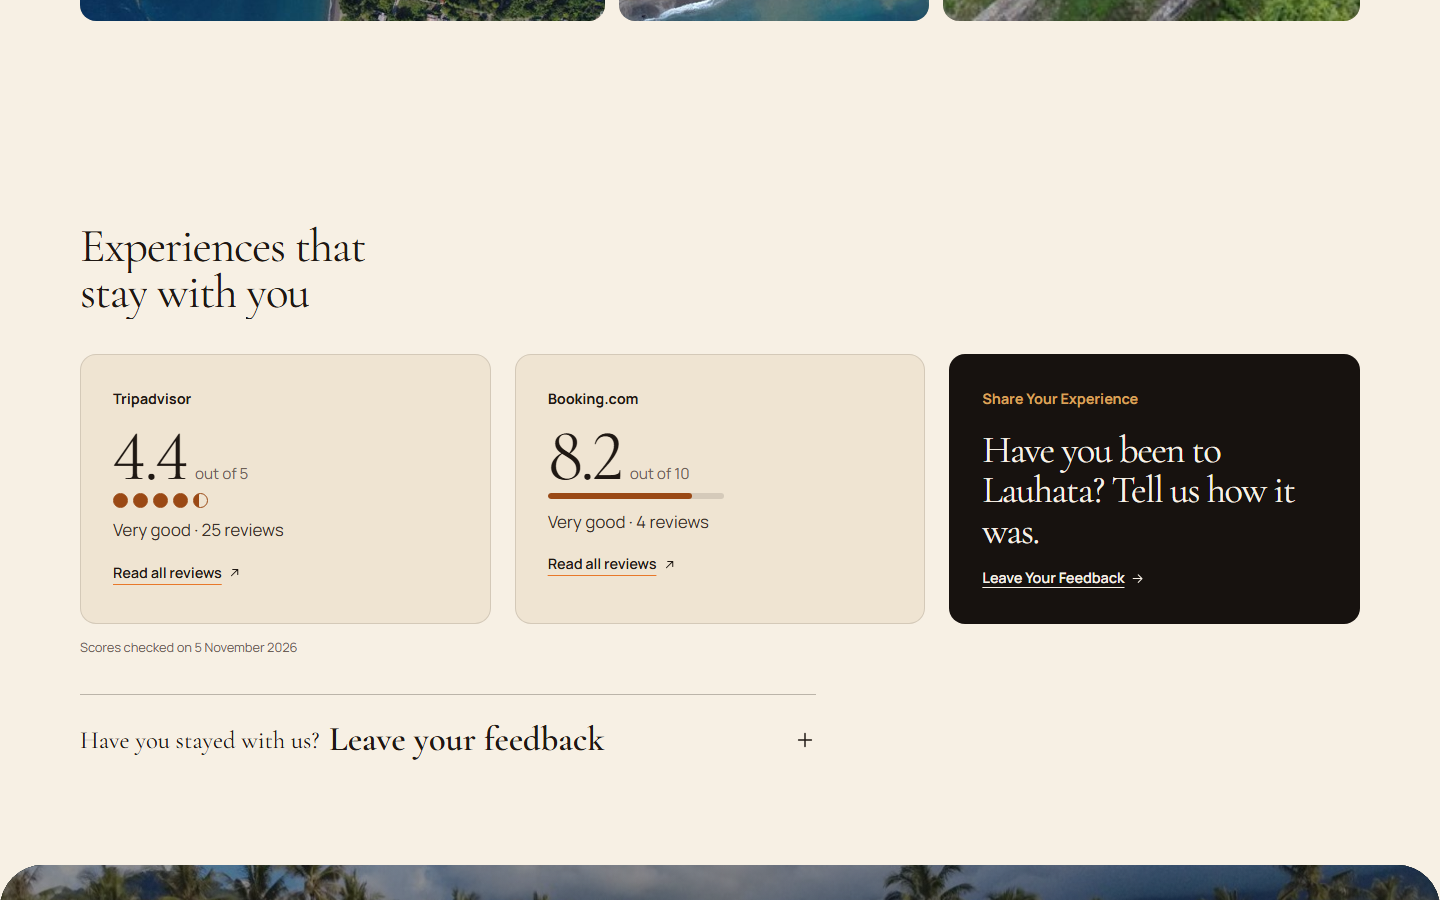 Experiences that
stay with you
Tripadvisor
4.4 out of 5
Very good · 25 reviews
Read all reviews ↗
Booking.com
8.2 out of 10
Very good · 4 reviews
Read all reviews ↗
Share Your Experience
Have you been to
Lauhata? Tell us how it
was.
Leave Your Feedback →
Scores checked on 5 November 2026
Have you stayed with us? Leave your feedback +